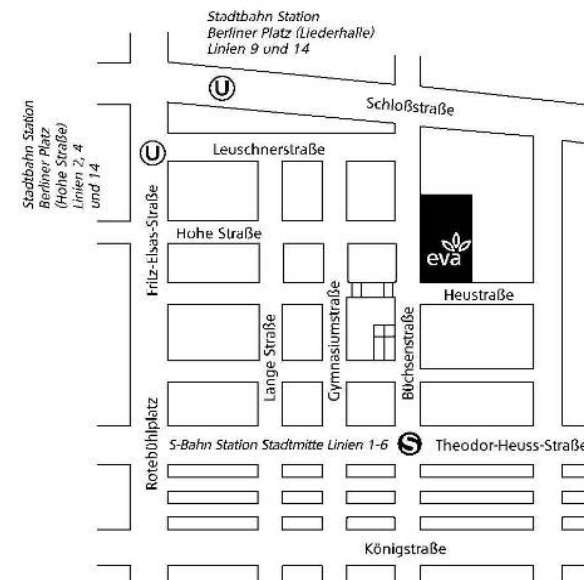 Stadtbahn Station
Berliner Platz (Liederhalle)
Linien 9 und 14
Stadtbahn Station
Berliner Platz
(Hohe Straße)
Linien 2, 4
und 14
U
Schloßstraße
U
Leuschnerstraße
Fritz-Elsas-Straße
Hohe Straße
eva
Heustraße
Lange Straße
Gymnasiumstraße
Büchsenstraße
Rotebühlplatz
S-Bahn Station Stadtmitte Linien 1-6
S
Theodor-Heuss-Straße
Königstraße